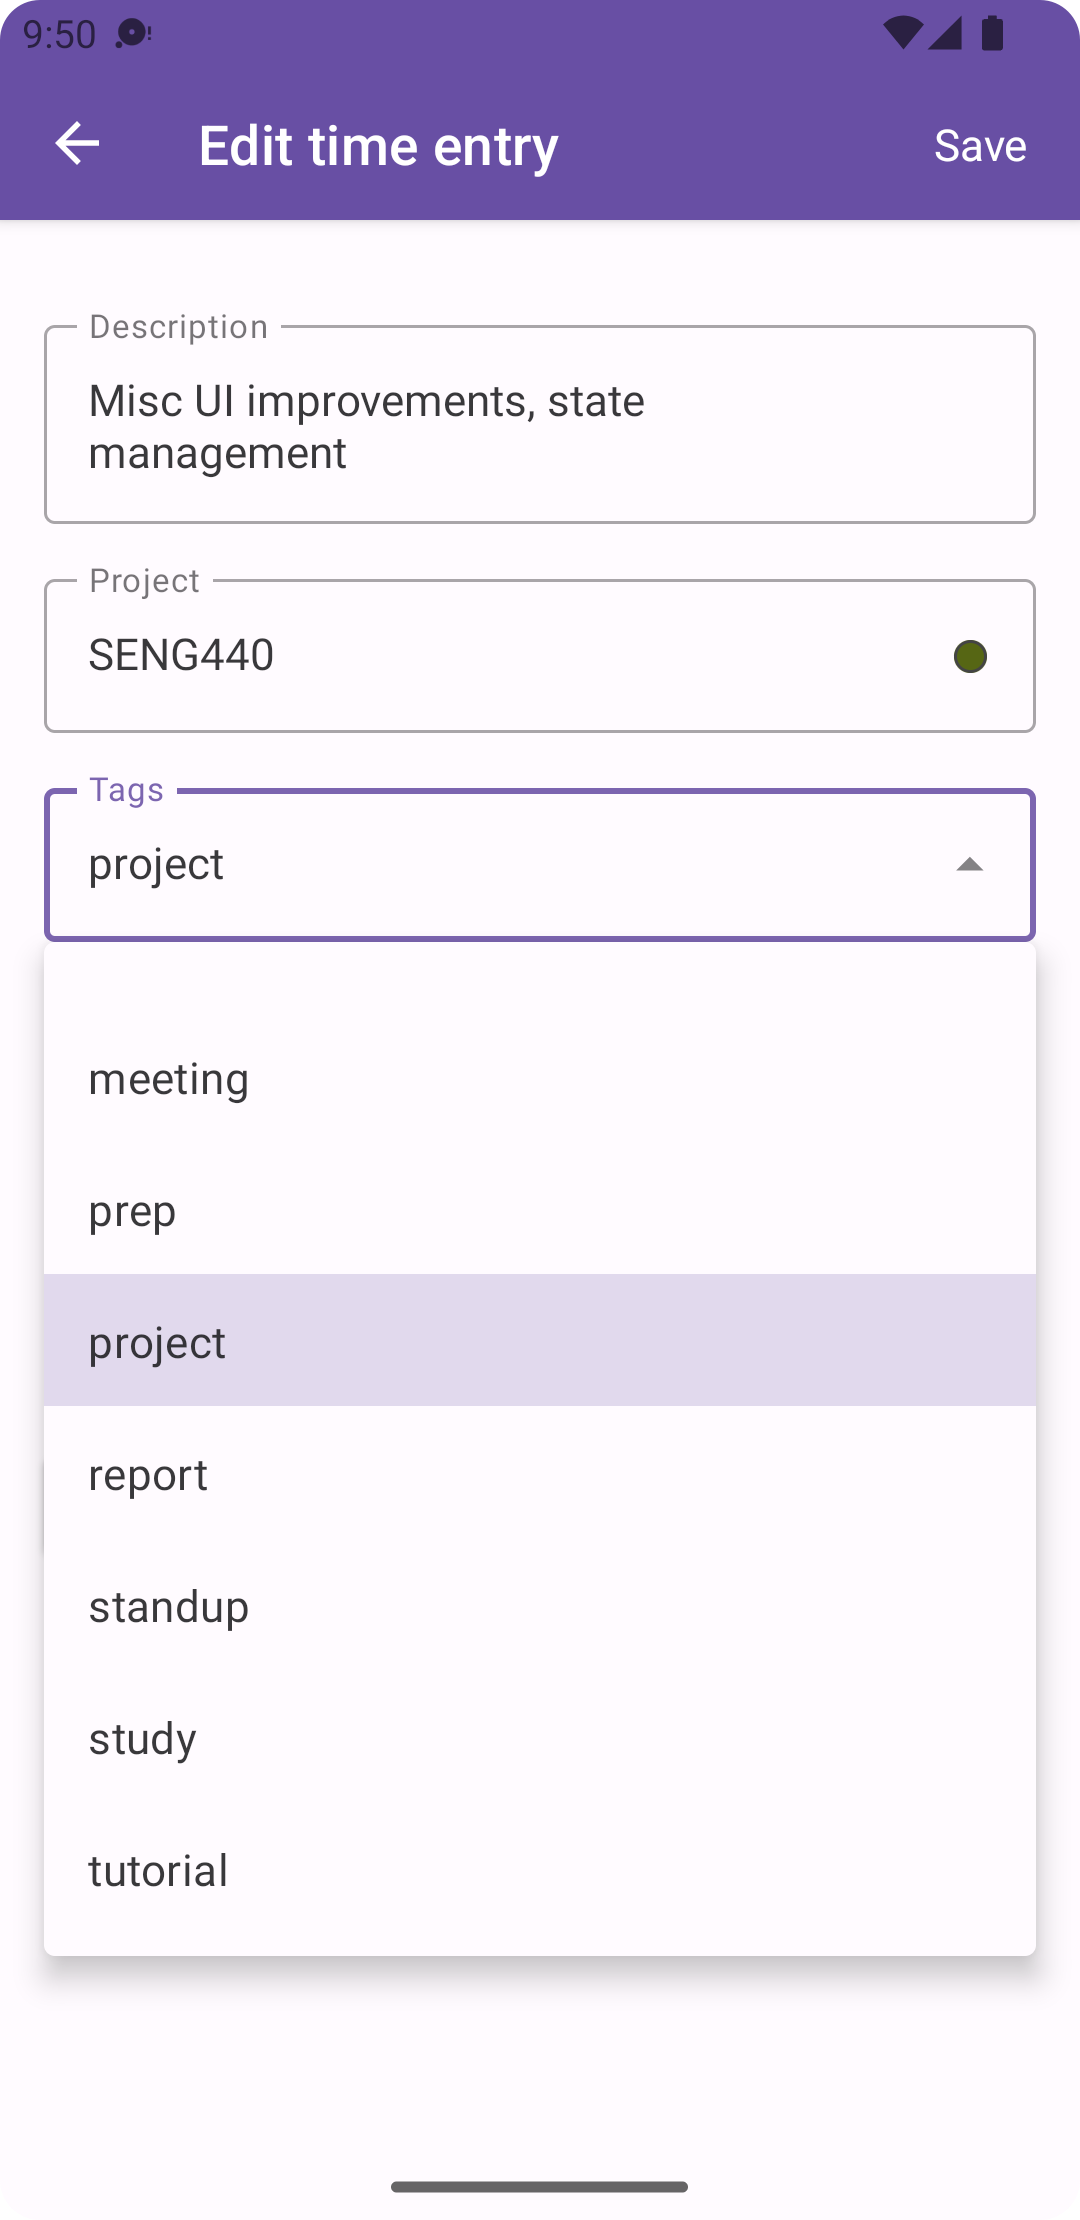 9:50
Edit time entry
Save
Description
Misc UI improvements, state
management
Project
SENG440
Tags
project
meeting
prep
project
report
standup
study
tutorial